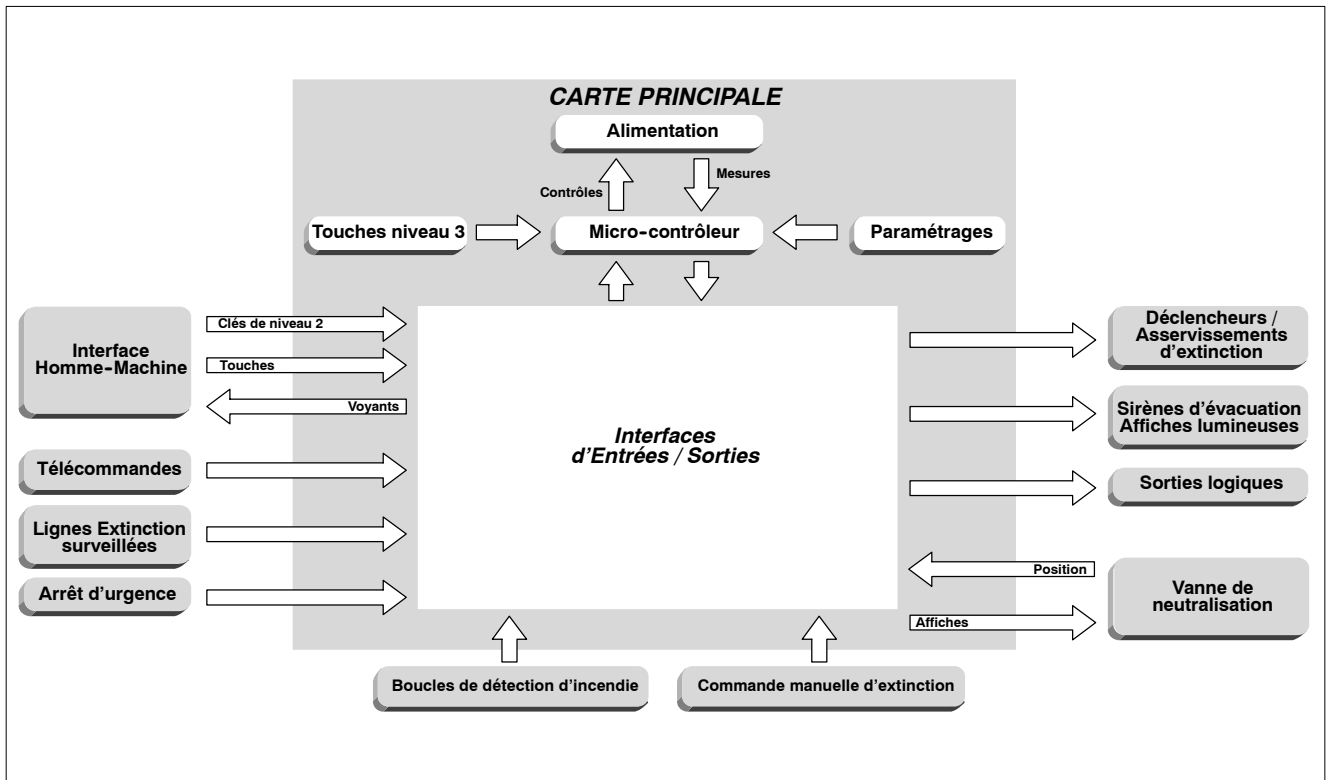 CARTE PRINCIPALE
Alimentation
Contrôles
Mesures
Touches niveau 3
Micro-contrôleur
Paramétrages
Interface
Homme-Machine
Clés de niveau 2
Touches
Voyants
Télécommandes
Lignes Extinction
surveillées
Arrêt d'urgence
Interfaces
d'Entrées / Sorties
Déclencheurs /
Asservissements
d'extinction
Sirènes d'évacuation
Affiches lumineuses
Sorties logiques
Position
Affiches
Vanne de
neutralisation
Boucles de détection d'incendie
Commande manuelle d'extinction